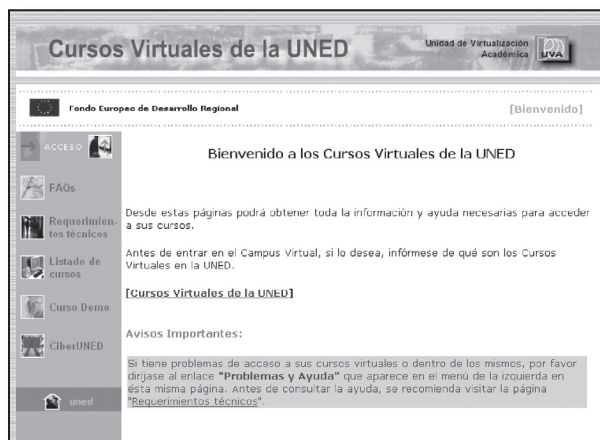 Cursos Virtuales de la UNED
Unidad de Virtualización
Académica
UVA
Fondo Europeo de Desarrollo Regional
[Bienvenido]
ACCESO
FAQs
Requerimien-
tos técnicos
Listado de
cursos
Curso Demo
CiberUNED
uned
Bienvenido a los Cursos Virtuales de la UNED
Desde estas páginas podrá obtener toda la información y ayuda necesarias para acceder
a sus cursos.
Antes de entrar en el Campus Virtual, si lo desea, infórmese de qué son los Cursos
Virtuales en la UNED.
[Cursos Virtuales de la UNED]
Avisos Importantes:
Si tiene problemas de acceso a sus cursos virtuales o dentro de los mismos, por favor
diríjase al enlace "Problemas y Ayuda" que aparece en el menú de la izquierda en
ésta misma página. Antes de consultar la ayuda, se recomienda visitar la página
"Requerimientos técnicos".